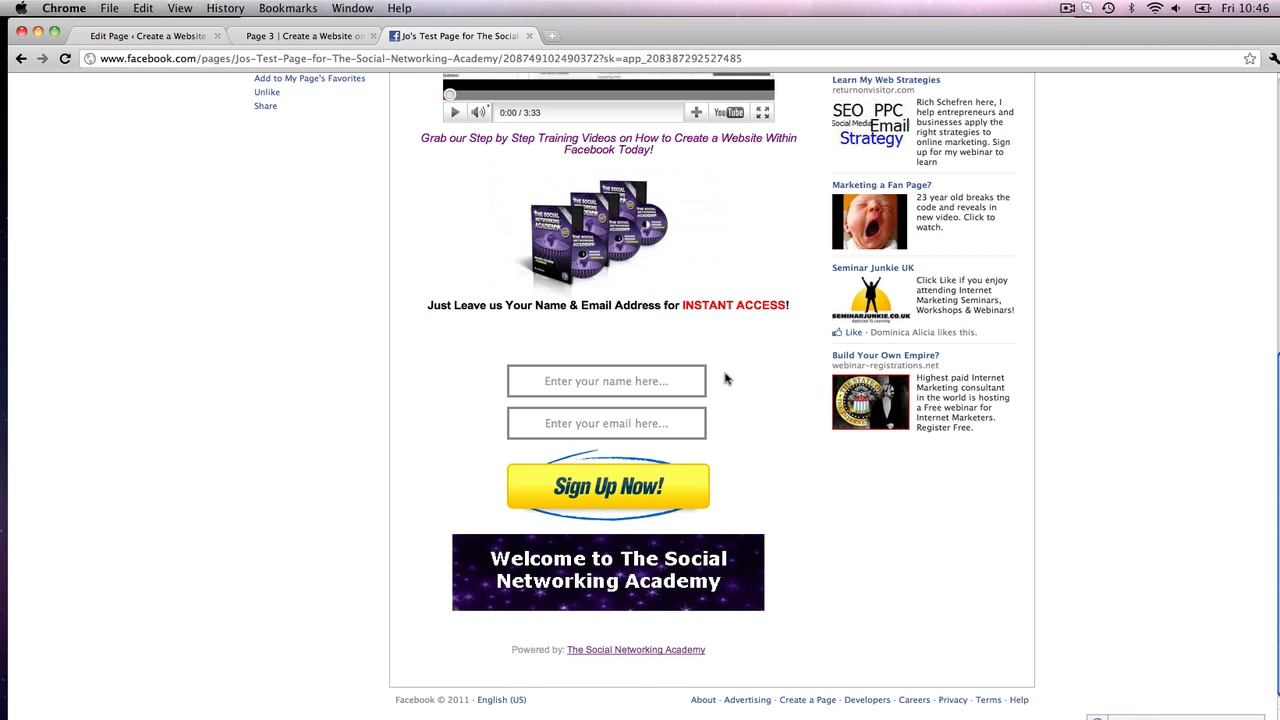 Chrome File Edit View History Bookmarks Window Help Fri 10:46
Edit Page ‹ Create a Website Page 3 | Create a Website on Jo's Test Page for The Social
www.facebook.com/pages/Jos-Test-Page-for-The-Social-Networking-Academy/208749102490372?sk=app_208387292527485
Add to My Page's Favorites
Unlike
Share
0:00 / 3:33
YouTube
Grab our Step by Step Training Videos on How to Create a Website Within
Facebook Today!
THE SOCIAL
NETWORKING
ACADEMY
Just Leave us Your Name & Email Address for INSTANT ACCESS!
Enter your name here...
Enter your email here...
Sign Up Now!
Welcome to The Social
Networking Academy
Powered by: The Social Networking Academy
Learn My Web Strategies
returnonvisitor.com
SEO PPC
Social Media Email
Strategy
Rich Schefren here, I
help entrepreneurs and
businesses apply the
right strategies to
online marketing. Sign
up for my webinar to
learn
Marketing a Fan Page?
23 year old breaks the
code and reveals in
new video. Click to
watch.
Seminar Junkie UK
SEMINARJUNKIE.CO.UK
Click Like if you enjoy
attending Internet
Marketing Seminars,
Workshops & Webinars!
Like · Dominica Alicia likes this.
Build Your Own Empire?
webinar-registrations.net
Highest paid Internet
Marketing consultant
in the world is hosting
a Free webinar for
Internet Marketers.
Register Free.
Facebook © 2011 · English (US)
About · Advertising · Create a Page · Developers · Careers · Privacy · Terms · Help